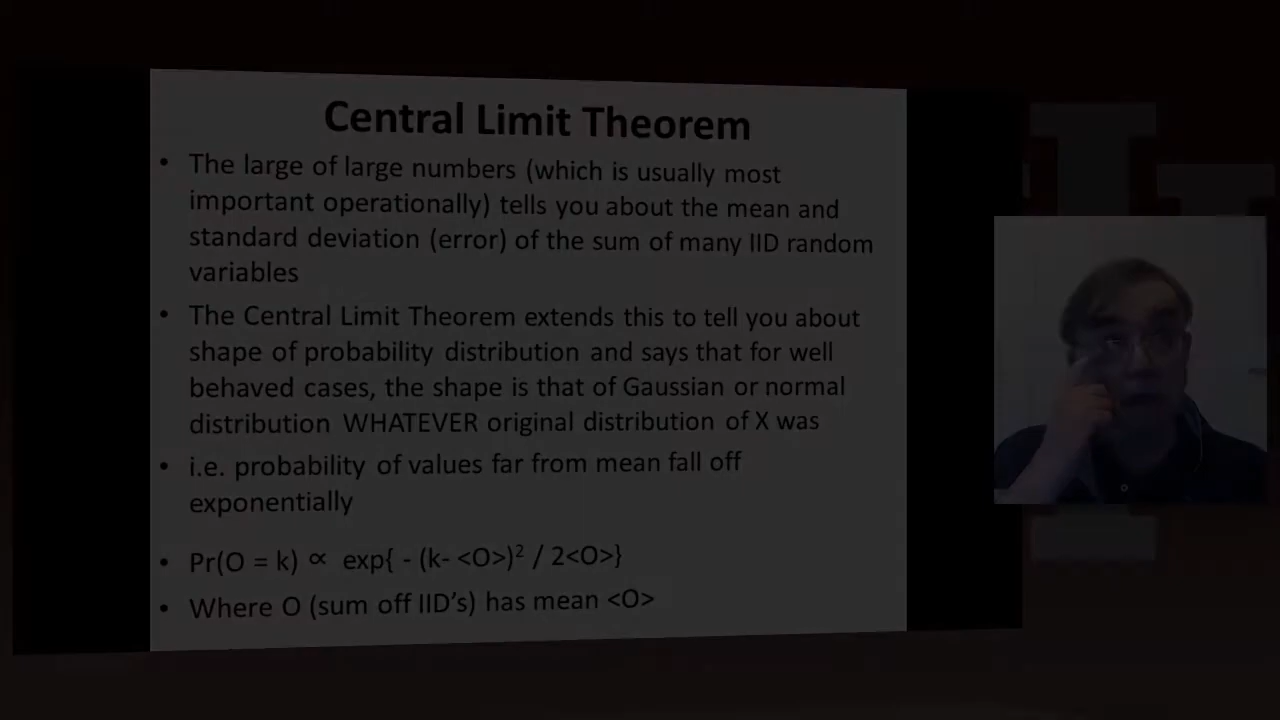 Central Limit Theorem
• The large of large numbers (which is usually most
important operationally) tells you about the mean and
standard deviation (error) of the sum of many IID random
variables
• The Central Limit Theorem extends this to tell you about
shape of probability distribution and says that for well
behaved cases, the shape is that of Gaussian or normal
distribution WHATEVER original distribution of X was
• i.e. probability of values far from mean fall off
exponentially
• Pr(O = k) ∝ exp{ - (k- <O>)² / 2<O>}
• Where O (sum off IID's) has mean <O>